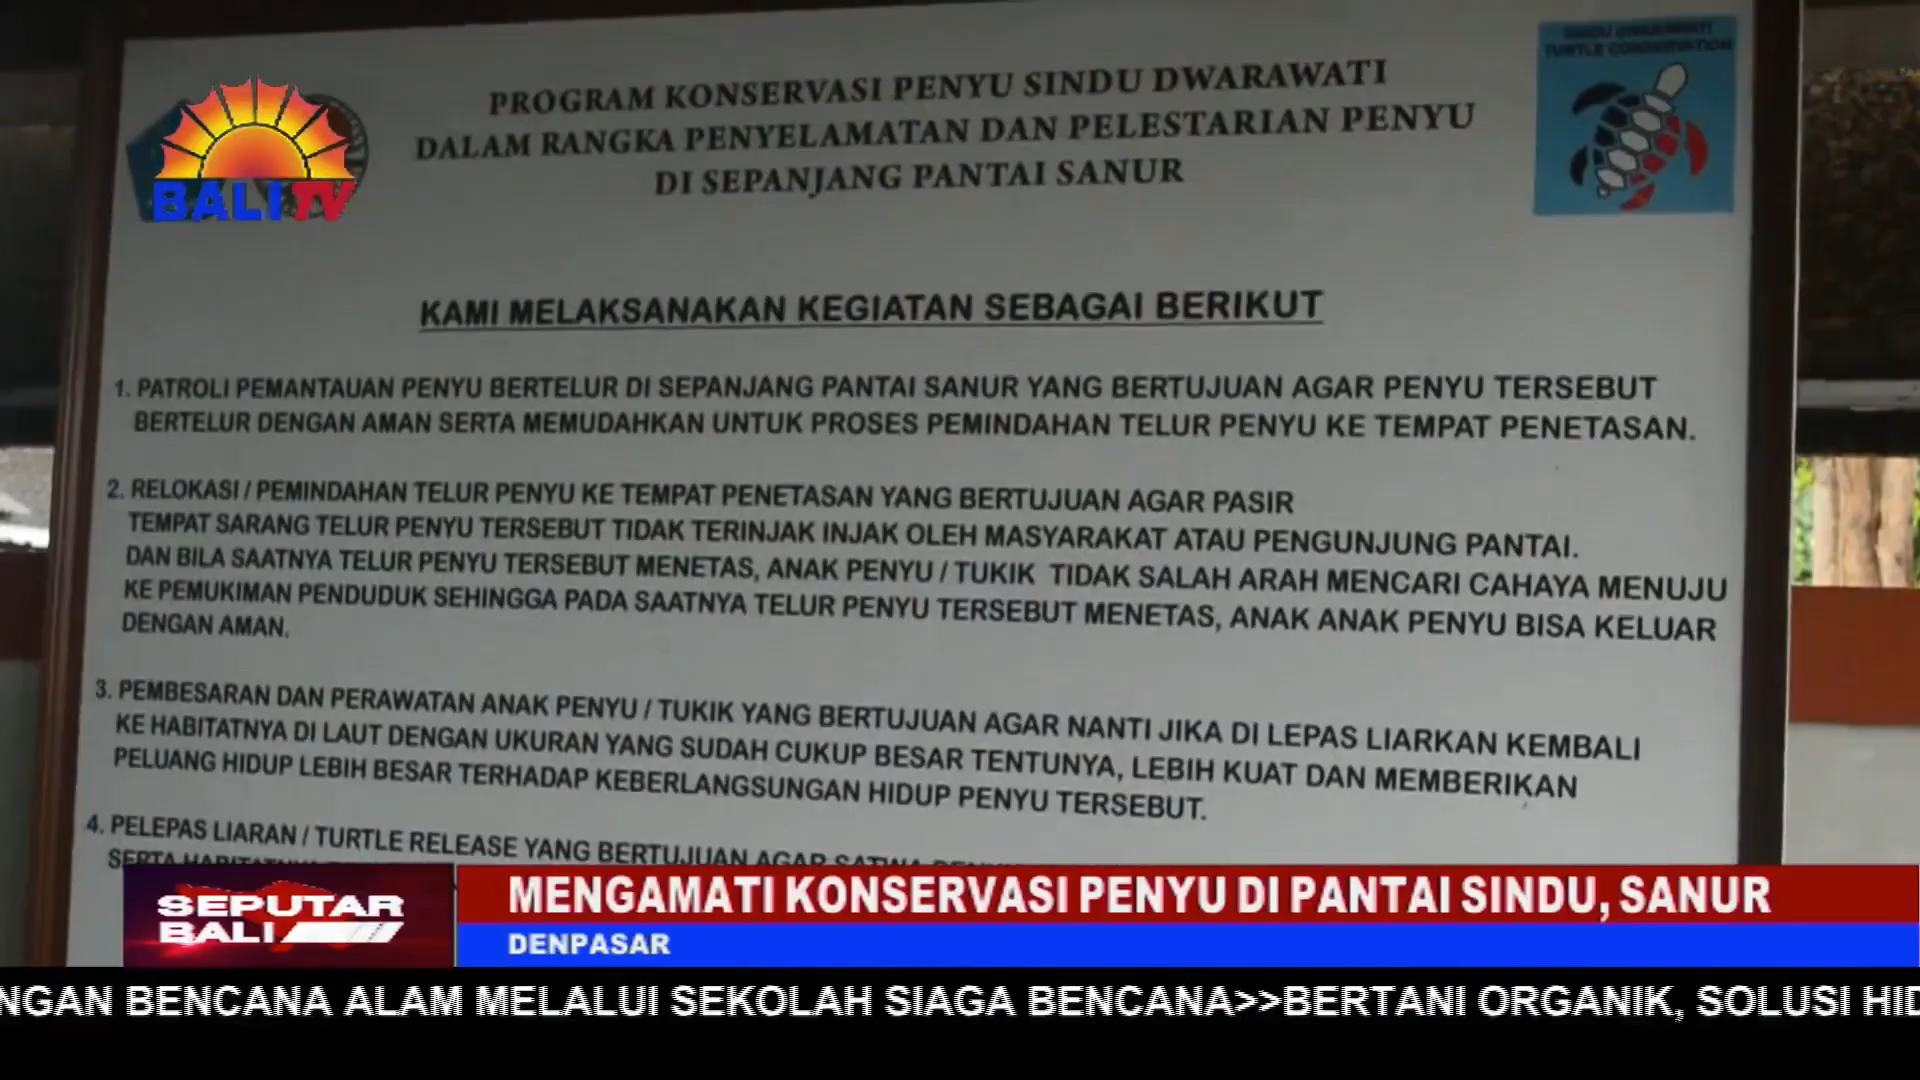 SINDU DWARAWATI
TURTLE CONSERVATION
BALI TV
PROGRAM KONSERVASI PENYU SINDU DWARAWATI
DALAM RANGKA PENYELAMATAN DAN PELESTARIAN PENYU
DI SEPANJANG PANTAI SANUR
KAMI MELAKSANAKAN KEGIATAN SEBAGAI BERIKUT
1. PATROLI PEMANTAUAN PENYU BERTELUR DI SEPANJANG PANTAI SANUR YANG BERTUJUAN AGAR PENYU TERSEBUT
BERTELUR DENGAN AMAN SERTA MEMUDAHKAN UNTUK PROSES PEMINDAHAN TELUR PENYU KE TEMPAT PENETASAN.
2. RELOKASI / PEMINDAHAN TELUR PENYU KE TEMPAT PENETASAN YANG BERTUJUAN AGAR PASIR
TEMPAT SARANG TELUR PENYU TERSEBUT TIDAK TERINJAK INJAK OLEH MASYARAKAT ATAU PENGUNJUNG PANTAI.
DAN BILA SAATNYA TELUR PENYU TERSEBUT MENETAS, ANAK PENYU / TUKIK TIDAK SALAH ARAH MENCARI CAHAYA MENUJU
KE PEMUKIMAN PENDUDUK SEHINGGA PADA SAATNYA TELUR PENYU TERSEBUT MENETAS, ANAK ANAK PENYU BISA KELUAR
DENGAN AMAN.
3. PEMBESARAN DAN PERAWATAN ANAK PENYU / TUKIK YANG BERTUJUAN AGAR NANTI JIKA DI LEPAS LIARKAN KEMBALI
KE HABITATNYA DI LAUT DENGAN UKURAN YANG SUDAH CUKUP BESAR TENTUNYA, LEBIH KUAT DAN MEMBERIKAN
PELUANG HIDUP LEBIH BESAR TERHADAP KEBERLANGSUNGAN HIDUP PENYU TERSEBUT.
4. PELEPAS LIARAN / TURTLE RELEASE YANG BERTUJUAN AGAR SATWA
SERTA HABITATNYA
SEPUTAR
BALI
MENGAMATI KONSERVASI PENYU DI PANTAI SINDU, SANUR
DENPASAR
NGAN BENCANA ALAM MELALUI SEKOLAH SIAGA BENCANA>>BERTANI ORGANIK, SOLUSI HID